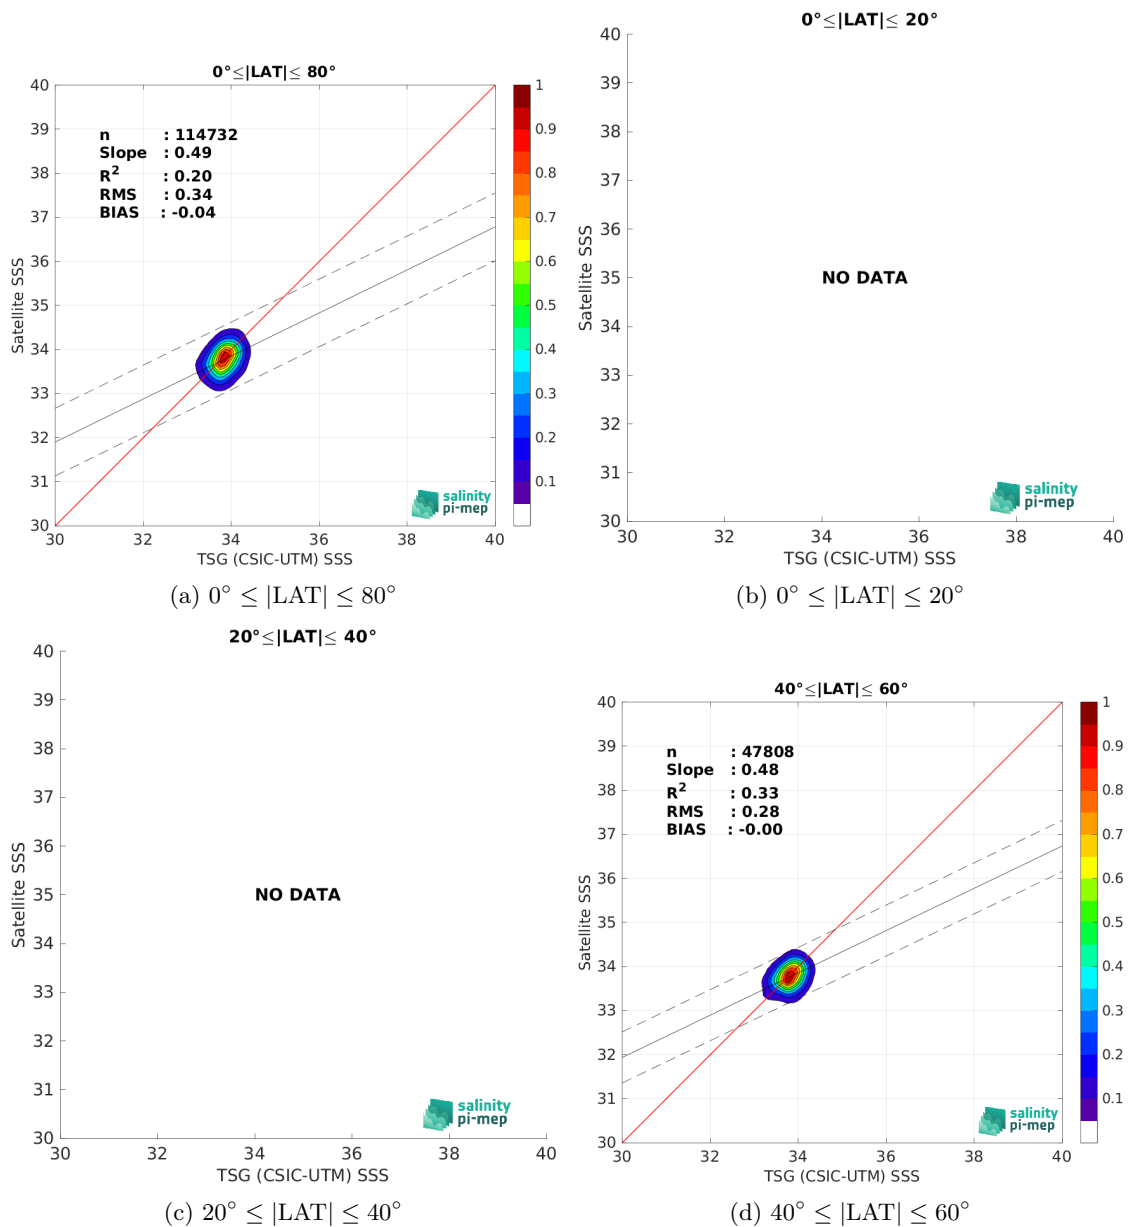 0°≤|LAT|≤ 80°
40
39
38
37
36
35
34
33
32
31
30
Satellite SSS
n : 114732
Slope : 0.49
R² : 0.20
RMS : 0.34
BIAS : -0.04
1
0.9
0.8
0.7
0.6
0.5
0.4
0.3
0.2
0.1
salinity
pi-mep
30 32 34 36 38 40
TSG (CSIC-UTM) SSS
(a) 0° ≤ |LAT| ≤ 80°
0°≤|LAT|≤ 20°
40
39
38
37
36
35
34
33
32
31
30
Satellite SSS
NO DATA
salinity
pi-mep
30 32 34 36 38 40
TSG (CSIC-UTM) SSS
(b) 0° ≤ |LAT| ≤ 20°
20°≤|LAT|≤ 40°
40
39
38
37
36
35
34
33
32
31
30
Satellite SSS
NO DATA
salinity
pi-mep
30 32 34 36 38 40
TSG (CSIC-UTM) SSS
(c) 20° ≤ |LAT| ≤ 40°
40°≤|LAT|≤ 60°
40
39
38
37
36
35
34
33
32
31
30
Satellite SSS
n : 47808
Slope : 0.48
R² : 0.33
RMS : 0.28
BIAS : -0.00
1
0.9
0.8
0.7
0.6
0.5
0.4
0.3
0.2
0.1
salinity
pi-mep
30 32 34 36 38 40
TSG (CSIC-UTM) SSS
(d) 40° ≤ |LAT| ≤ 60°